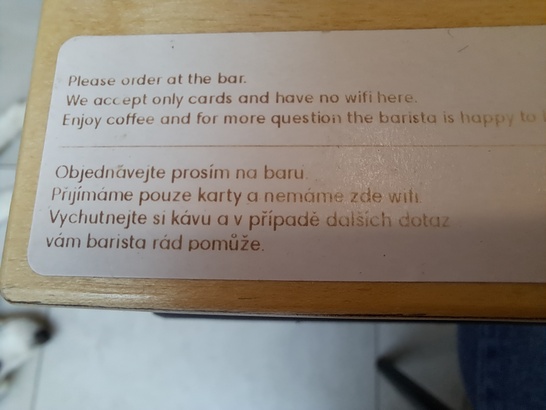 Please order at the bar.
We accept only cards and have no wifi here.
Enjoy coffee and for more question the barista is happy to
Objednávejte prosím na baru.
Přijímáme pouze karty a nemáme zde wifi.
Vychutnejte si kávu a v případě dalších dotaz
vám barista rád pomůže.